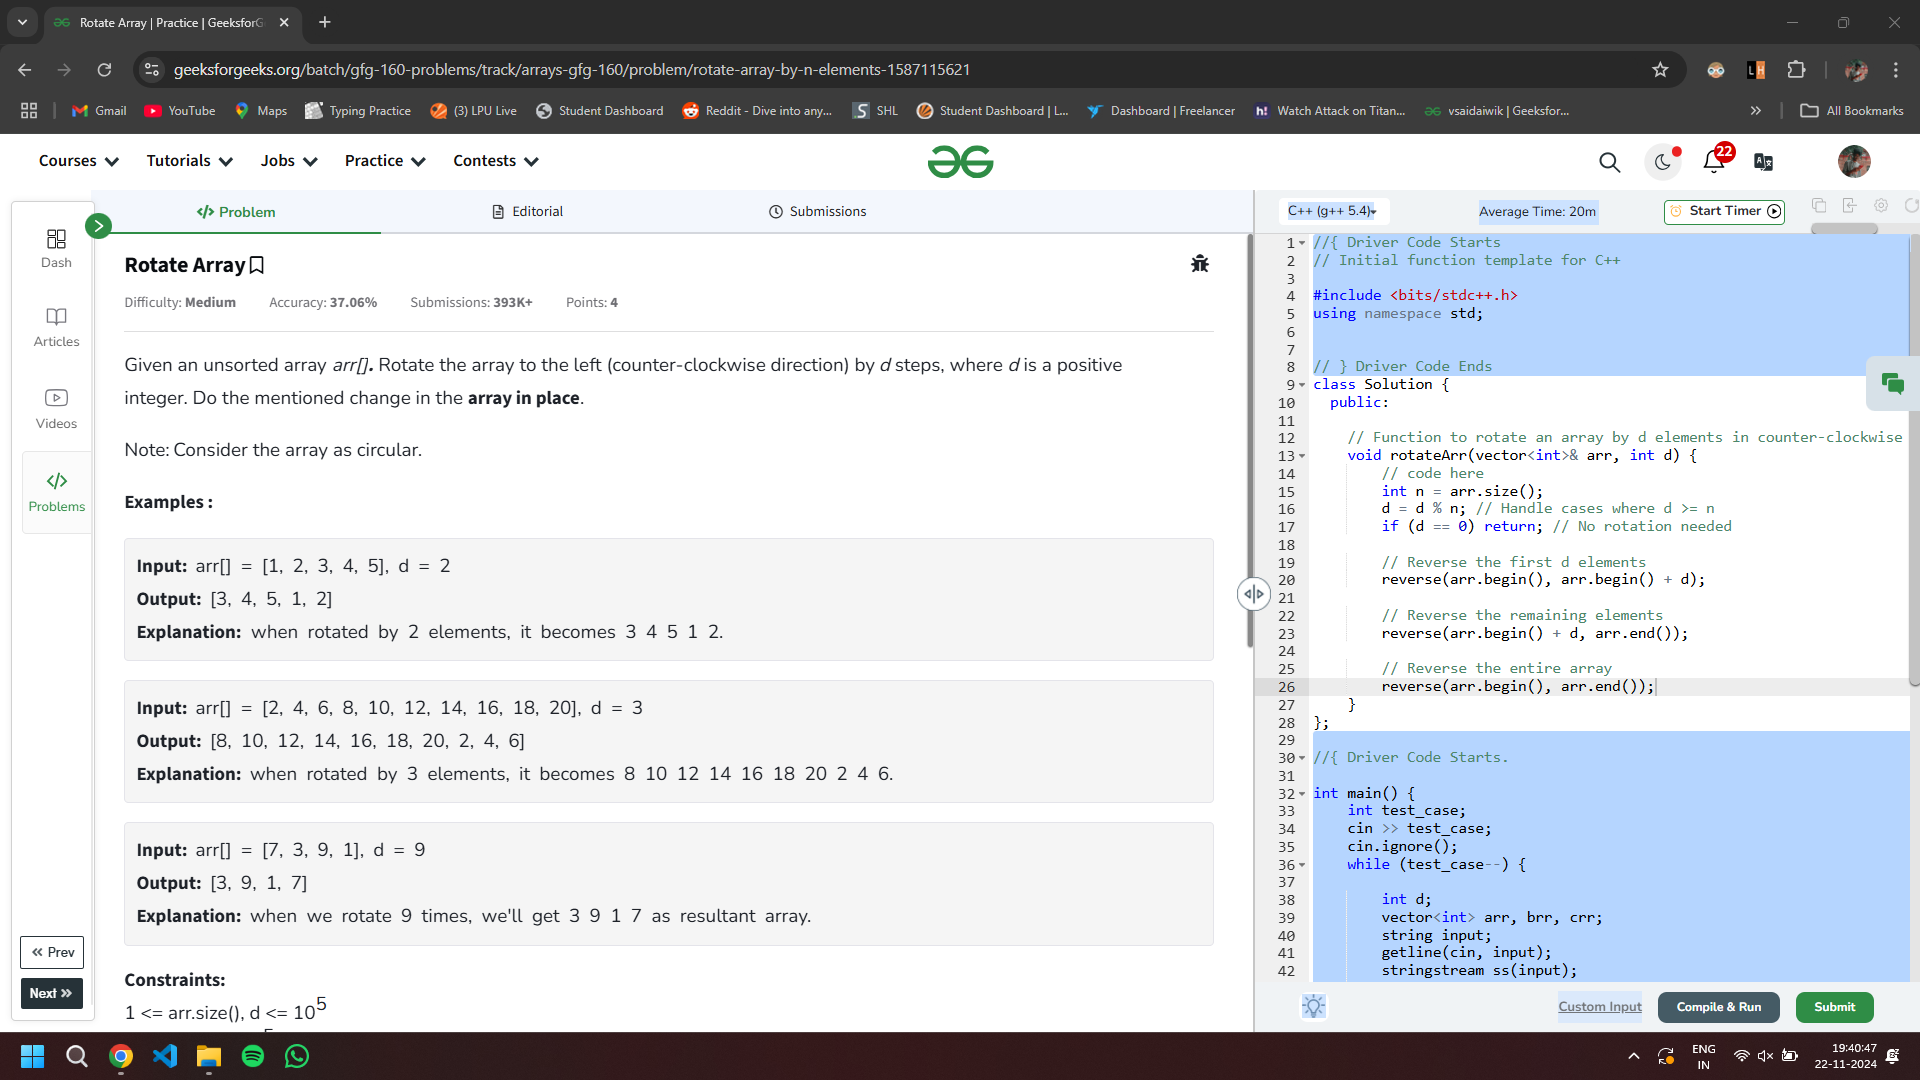 Rotate Array | Practice | GeeksforG
geeksforgeeks.org/batch/gfg-160-problems/track/arrays-gfg-160/problem/rotate-array-by-n-elements-1587115621
LH
Gmail
YouTube
Maps
Typing Practice
(3) LPU Live
Student Dashboard
Reddit - Dive into any...
SHL
Student Dashboard | L...
Dashboard | Freelancer
Watch Attack on Titan...
vsaidaiwik | Geeksfor...
All Bookmarks
Courses
Tutorials
Jobs
Practice
Contests
22
Dash
Articles
Videos
</>
Problems
Prev
Next
</> Problem
Editorial
Submissions
Rotate Array
Difficulty: Medium
Accuracy: 37.06%
Submissions: 393K+
Points: 4
Given an unsorted array arr[]. Rotate the array to the left (counter-clockwise direction) by d steps, where d is a positive
integer. Do the mentioned change in the array in place.
Note: Consider the array as circular.
Examples :
Input: arr[] = [1, 2, 3, 4, 5], d = 2
Output: [3, 4, 5, 1, 2]
Explanation: when rotated by 2 elements, it becomes 3 4 5 1 2.
Input: arr[] = [2, 4, 6, 8, 10, 12, 14, 16, 18, 20], d = 3
Output: [8, 10, 12, 14, 16, 18, 20, 2, 4, 6]
Explanation: when rotated by 3 elements, it becomes 8 10 12 14 16 18 20 2 4 6.
Input: arr[] = [7, 3, 9, 1], d = 9
Output: [3, 9, 1, 7]
Explanation: when we rotate 9 times, we'll get 3 9 1 7 as resultant array.
Constraints:
1 <= arr.size(), d <= 10^5
C++ (g++ 5.4)
Average Time: 20m
Start Timer
1 //{ Driver Code Starts
2 // Initial function template for C++
3
4 #include <bits/stdc++.h>
5 using namespace std;
6
7
8 // } Driver Code Ends
9 class Solution {
10 public:
11
12 // Function to rotate an array by d elements in counter-clockwise
13 void rotateArr(vector<int>& arr, int d) {
14 // code here
15 int n = arr.size();
16 d = d % n; // Handle cases where d >= n
17 if (d == 0) return; // No rotation needed
18
19 // Reverse the first d elements
20 reverse(arr.begin(), arr.begin() + d);
21
22 // Reverse the remaining elements
23 reverse(arr.begin() + d, arr.end());
24
25 // Reverse the entire array
26 reverse(arr.begin(), arr.end());
27 }
28 };
29
30 //{ Driver Code Starts.
31
32 int main() {
33 int test_case;
34 cin >> test_case;
35 cin.ignore();
36 while (test_case--) {
37
38 int d;
39 vector<int> arr, brr, crr;
40 string input;
41 getline(cin, input);
42 stringstream ss(input);
Custom Input
Compile & Run
Submit
ENG
IN
19:40:47
22-11-2024